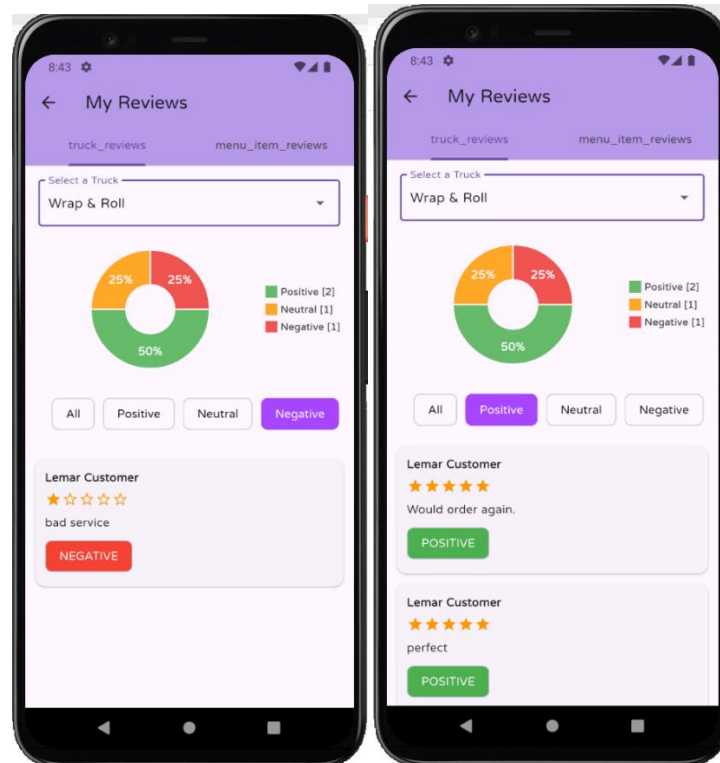 8:43
My Reviews
truck_reviews menu_item_reviews
Select a Truck
Wrap & Roll
25% 25%
50%
Positive [2]
Neutral [1]
Negative [1]
All Positive Neutral Negative
Lemar Customer
bad service
NEGATIVE
8:43
My Reviews
truck_reviews menu_item_reviews
Select a Truck
Wrap & Roll
25% 25%
50%
Positive [2]
Neutral [1]
Negative [1]
All Positive Neutral Negative
Lemar Customer
Would order again.
POSITIVE
Lemar Customer
perfect
POSITIVE